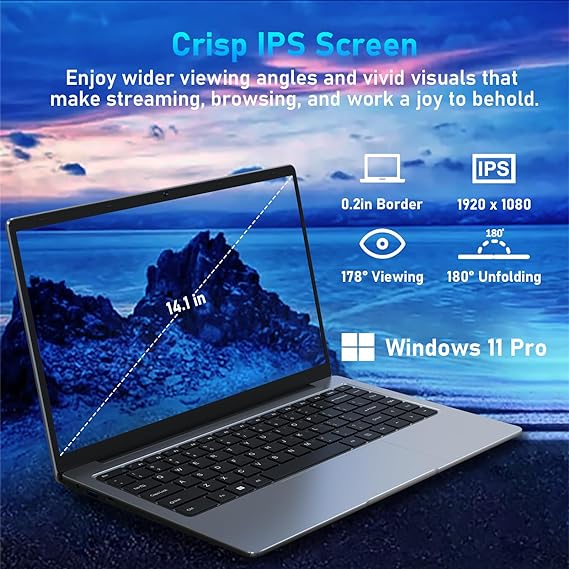 Crisp IPS Screen
Enjoy wider viewing angles and vivid visuals that
make streaming, browsing, and work a joy to behold.
IPS
0.2in Border
1920 x 1080
180°
178° Viewing
180° Unfolding
14.1 in
Windows 11 Pro